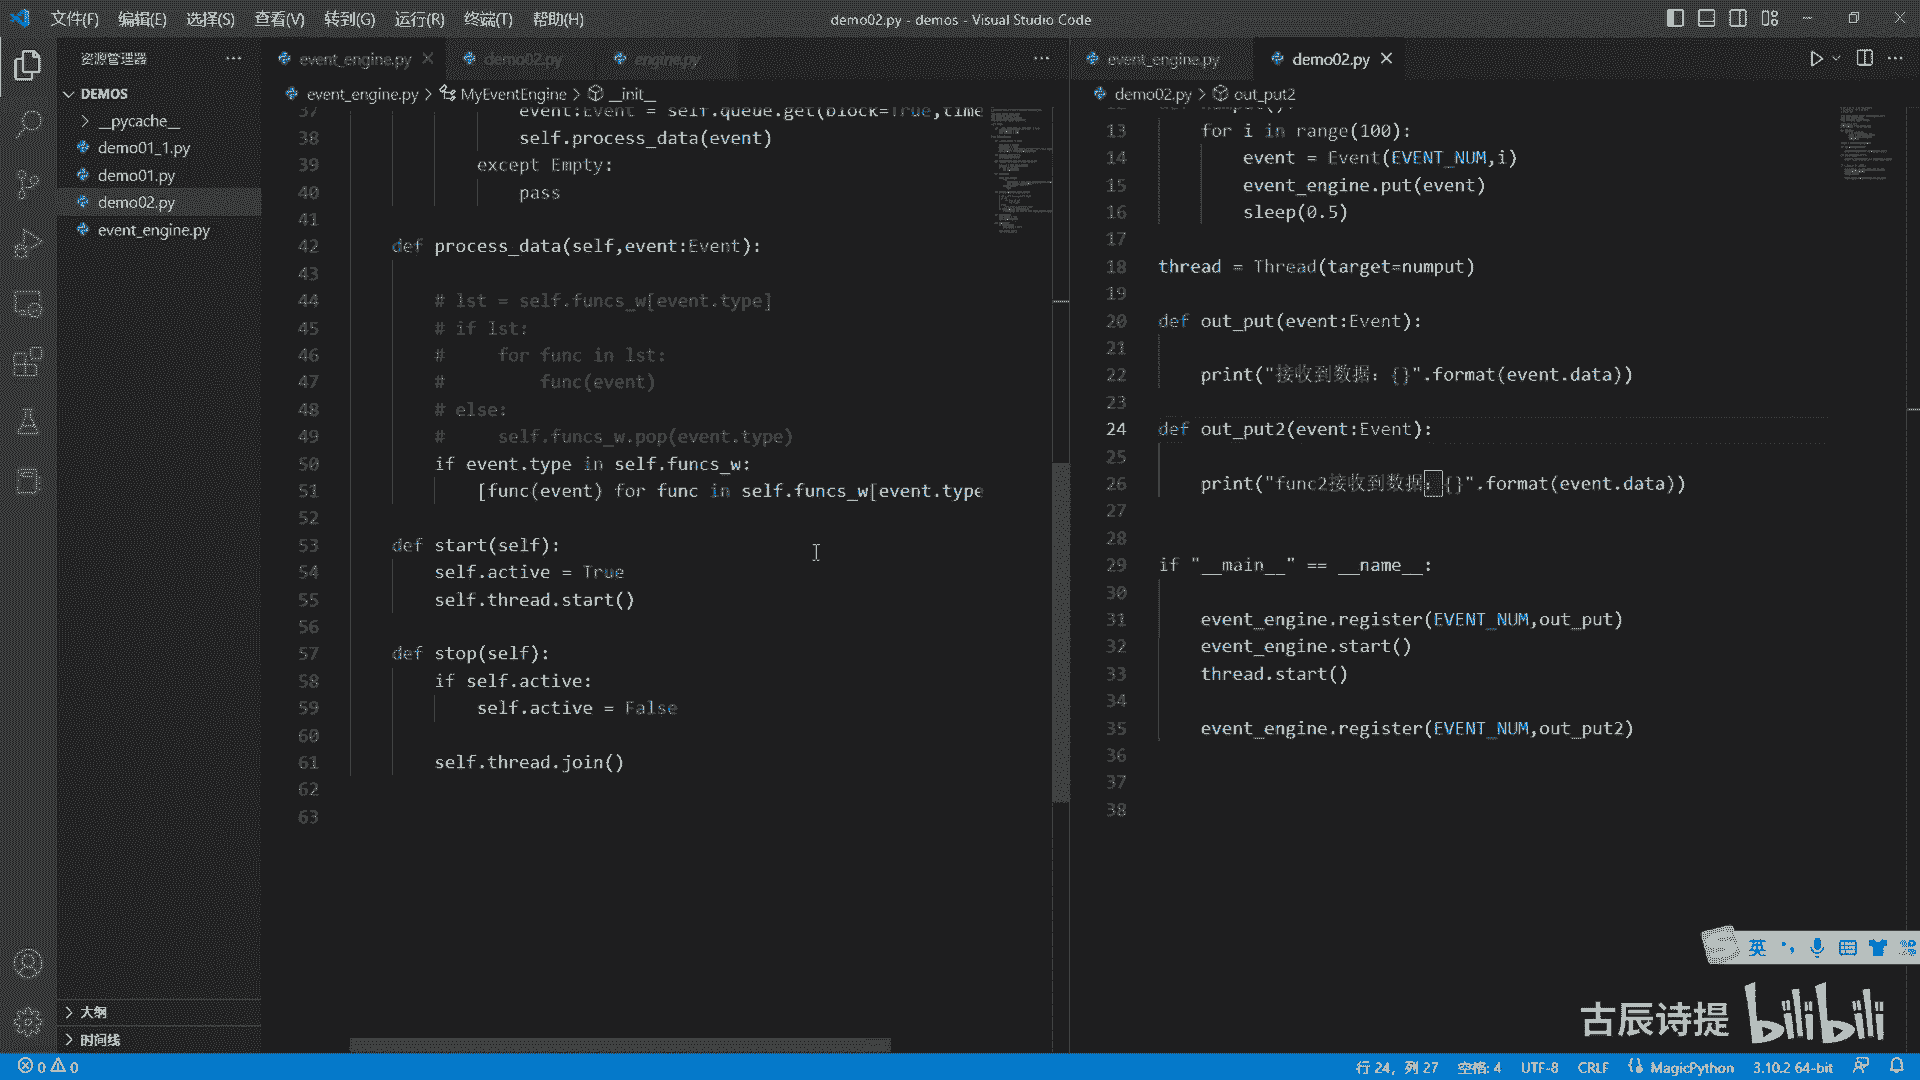 文件(F) 编辑(E) 选择(S) 查看(V) 转到(G) 运行(R) 终端(T) 帮助(H) demo02.py - demos - Visual Studio Code
资源管理器
DEMOS
__pycache__
demo01_1.py
demo01.py
demo02.py
event_engine.py
大纲
时间线
event_engine.py demo02.py engine.py
event_engine.py > MyEventEngine > __init__
37 event:Event = self.queue.get(block=True,time
38 self.process_data(event)
39 except Empty:
40 pass
41
42 def process_data(self,event:Event):
43
44 # lst = self.funcs_w[event.type]
45 # if lst:
46 #     for func in lst:
47 #         func(event)
48 # else:
49 #     self.funcs_w.pop(event.type)
50 if event.type in self.funcs_w:
51 [func(event) for func in self.funcs_w[event.type
52
53 def start(self):
54 self.active = True
55 self.thread.start()
56
57 def stop(self):
58 if self.active:
59 self.active = False
60
61 self.thread.join()
62
63
event_engine.py demo02.py
demo02.py > out_put2
13 for i in range(100):
14 event = Event(EVENT_NUM,i)
15 event_engine.put(event)
16 sleep(0.5)
17
18 thread = Thread(target=numput)
19
20 def out_put(event:Event):
21
22 print("接收到数据：{}".format(event.data))
23
24 def out_put2(event:Event):
25
26 print("func2接收到数据：{}".format(event.data))
27
28
29 if "__main__" == __name__:
30
31 event_engine.register(EVENT_NUM,out_put)
32 event_engine.start()
33 thread.start()
34
35 event_engine.register(EVENT_NUM,out_put2)
36
37
38
英
古辰诗提 bilibili
0 0 行 24，列 27 空格: 4 UTF-8 CRLF MagicPython 3.10.2 64-bit